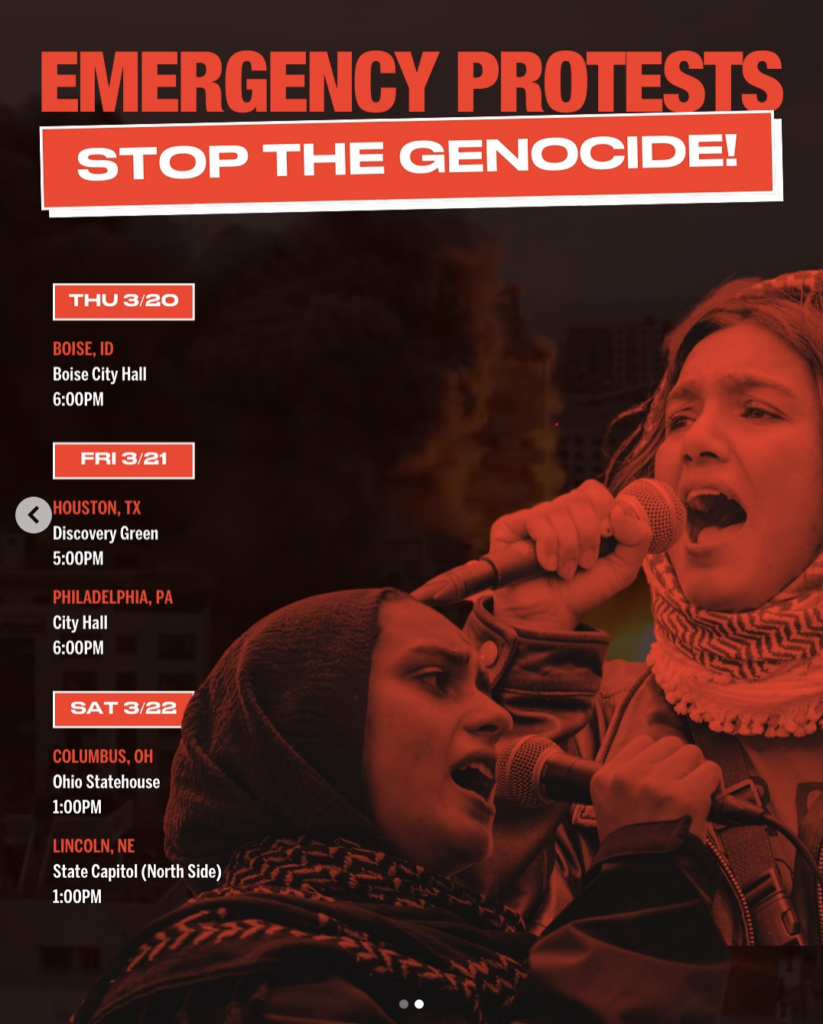 EMERGENCY PROTESTS
STOP THE GENOCIDE!
THU 3/20
BOISE, ID
Boise City Hall
6:00PM
FRI 3/21
HOUSTON, TX
Discovery Green
5:00PM
PHILADELPHIA, PA
City Hall
6:00PM
SAT 3/22
COLUMBUS, OH
Ohio Statehouse
1:00PM
LINCOLN, NE
State Capitol (North Side)
1:00PM